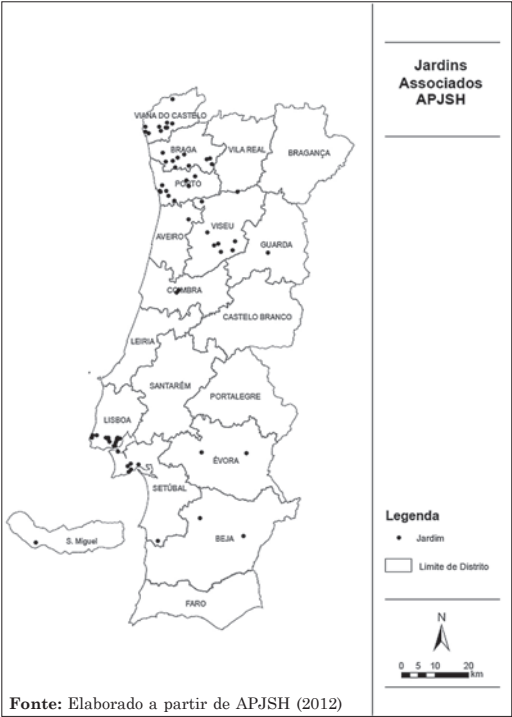 Jardins
Associados
APJSH
VIANA DO CASTELO
BRAGA
VILA REAL
BRAGANÇA
PORTO
VISEU
AVEIRO
GUARDA
COIMBRA
CASTELO BRANCO
LEIRIA
SANTARÉM
PORTALEGRE
LISBOA
ÉVORA
SETÚBAL
S. Miguel
BEJA
FARO
Legenda
Jardim
Limite de Distrito
N
0 5 10 20
km
Fonte: Elaborado a partir de APJSH (2012)